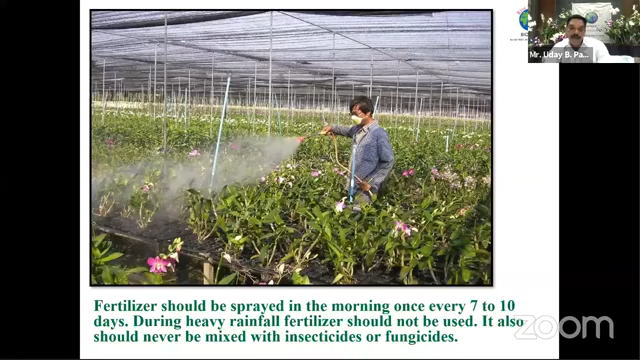 Mr. Uday B. Pa...
Fertilizer should be sprayed in the morning once every 7 to 10
days. During heavy rainfall fertilizer should not be used. It also
should never be mixed with insecticides or fungicides.
zoom